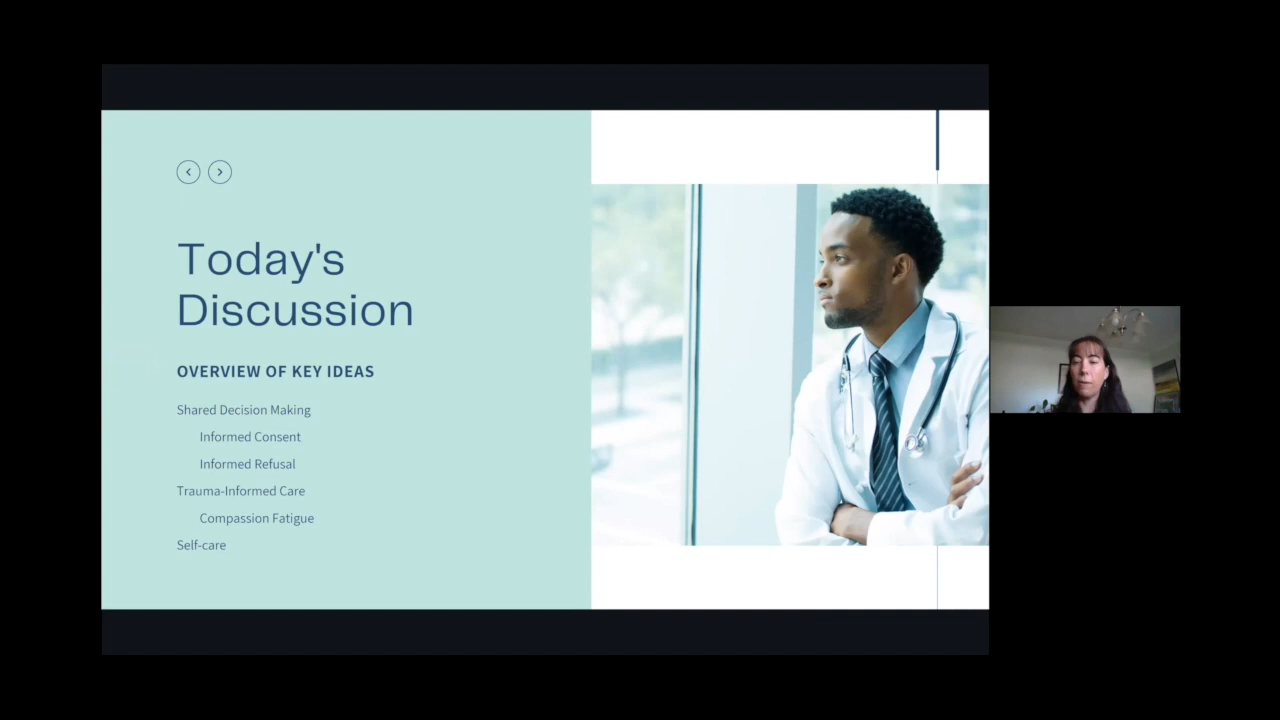 Today's
Discussion
OVERVIEW OF KEY IDEAS
Shared Decision Making
Informed Consent
Informed Refusal
Trauma-Informed Care
Compassion Fatigue
Self-care